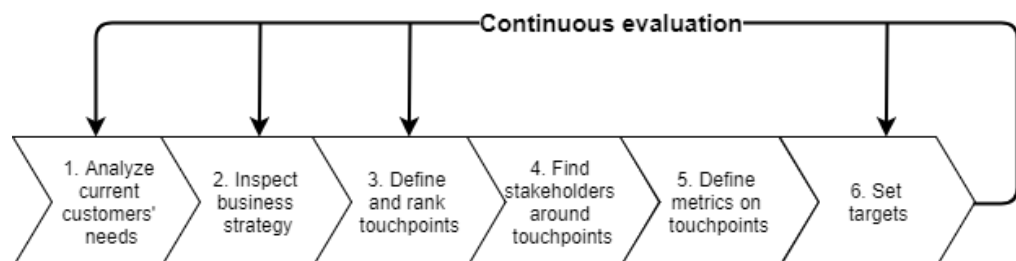 Continuous evaluation
1. Analyze
current
customers'
needs
2. Inspect
business
strategy
3. Define
and rank
touchpoints
4. Find
stakeholders
around
touchpoints
5. Define
metrics on
touchpoints
6. Set
targets